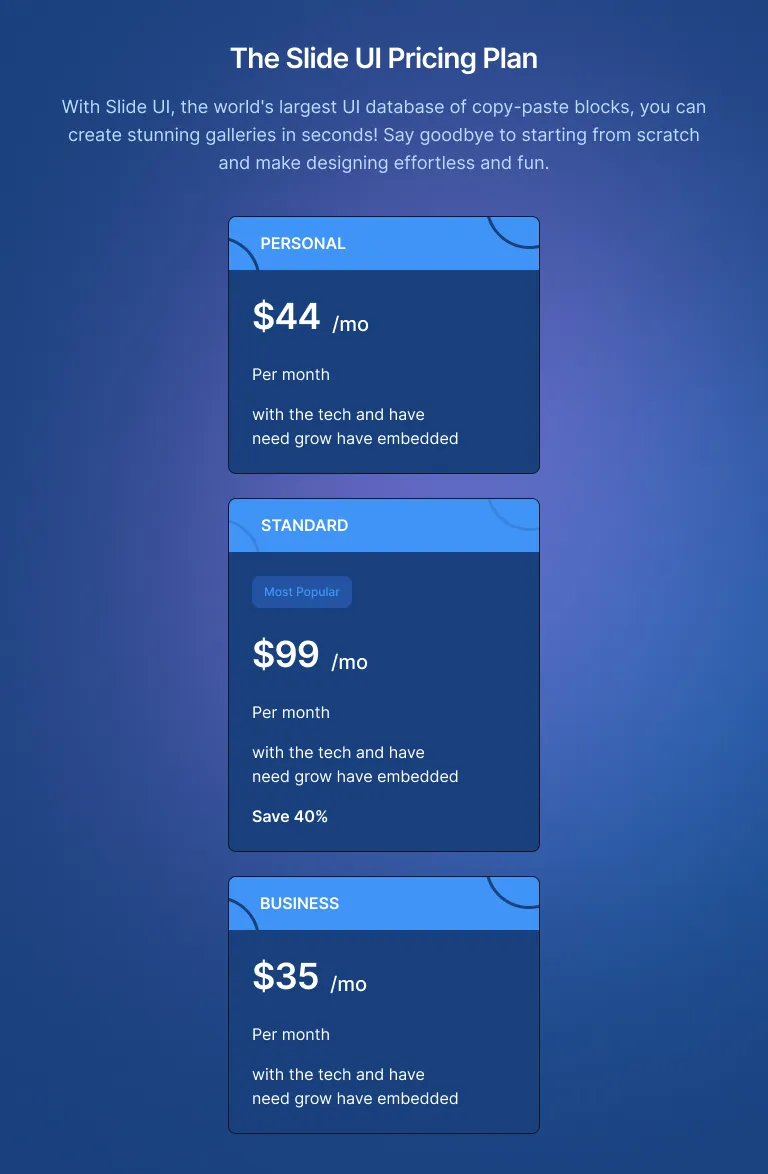 The Slide UI Pricing Plan
With Slide UI, the world's largest UI database of copy-paste blocks, you can
create stunning galleries in seconds! Say goodbye to starting from scratch
and make designing effortless and fun.
PERSONAL
$44 /mo
Per month
with the tech and have
need grow have embedded
STANDARD
Most Popular
$99 /mo
Per month
with the tech and have
need grow have embedded
Save 40%
BUSINESS
$35 /mo
Per month
with the tech and have
need grow have embedded